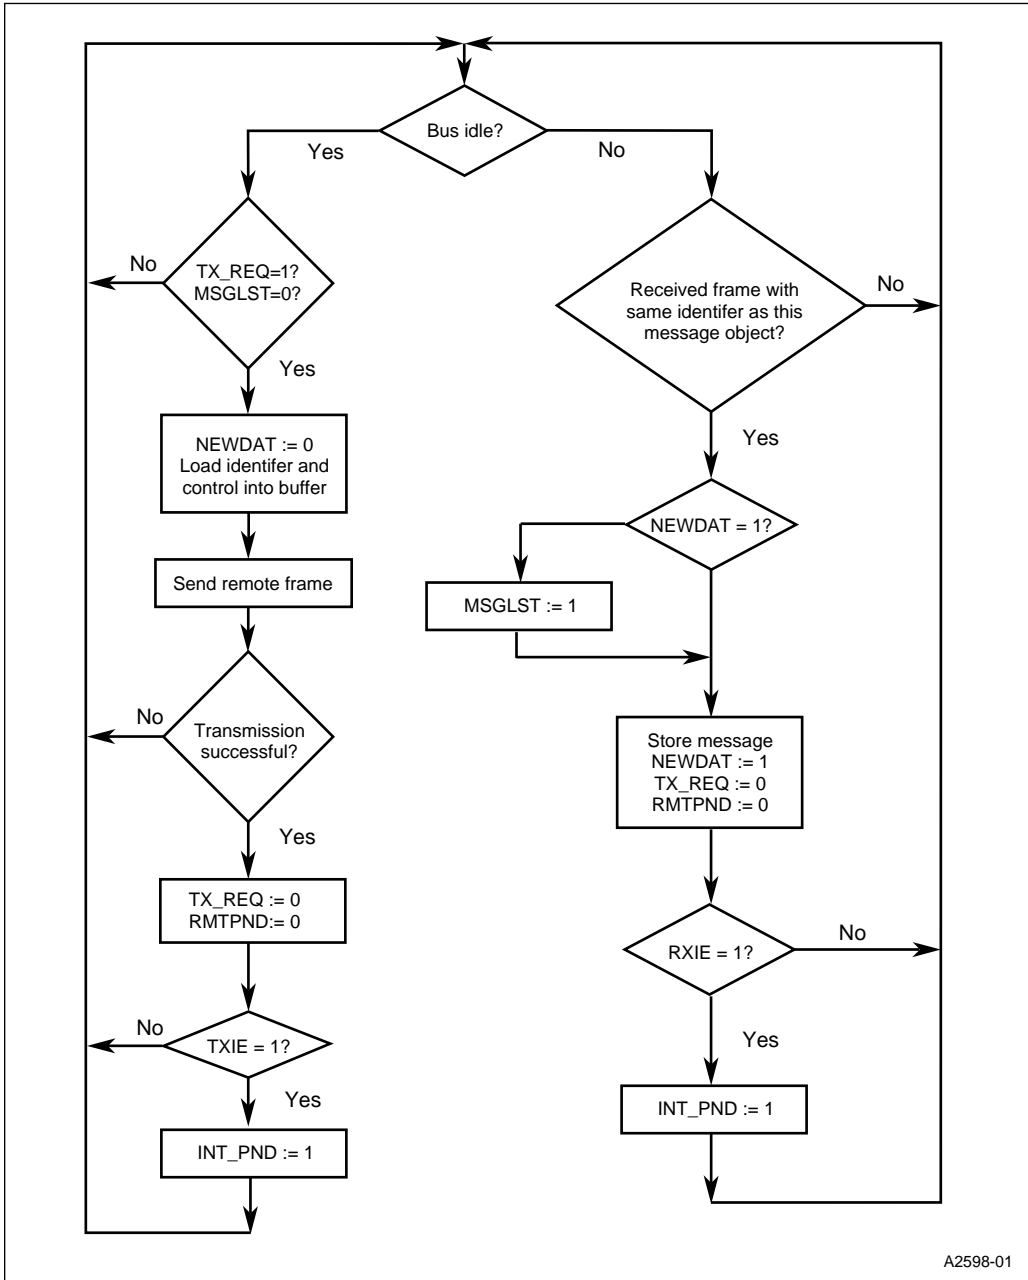 Bus idle?
Yes
No
TX_REQ=1?
MSGLST=0?
No
Yes
NEWDAT := 0
Load identifer and
control into buffer
Send remote frame
Transmission
successful?
No
Yes
TX_REQ := 0
RMTPND:= 0
TXIE = 1?
No
Yes
INT_PND := 1
Received frame with
same identifer as this
message object?
No
Yes
NEWDAT = 1?
MSGLST := 1
Store message
NEWDAT := 1
TX_REQ := 0
RMTPND := 0
RXIE = 1?
No
Yes
INT_PND := 1
A2598-01